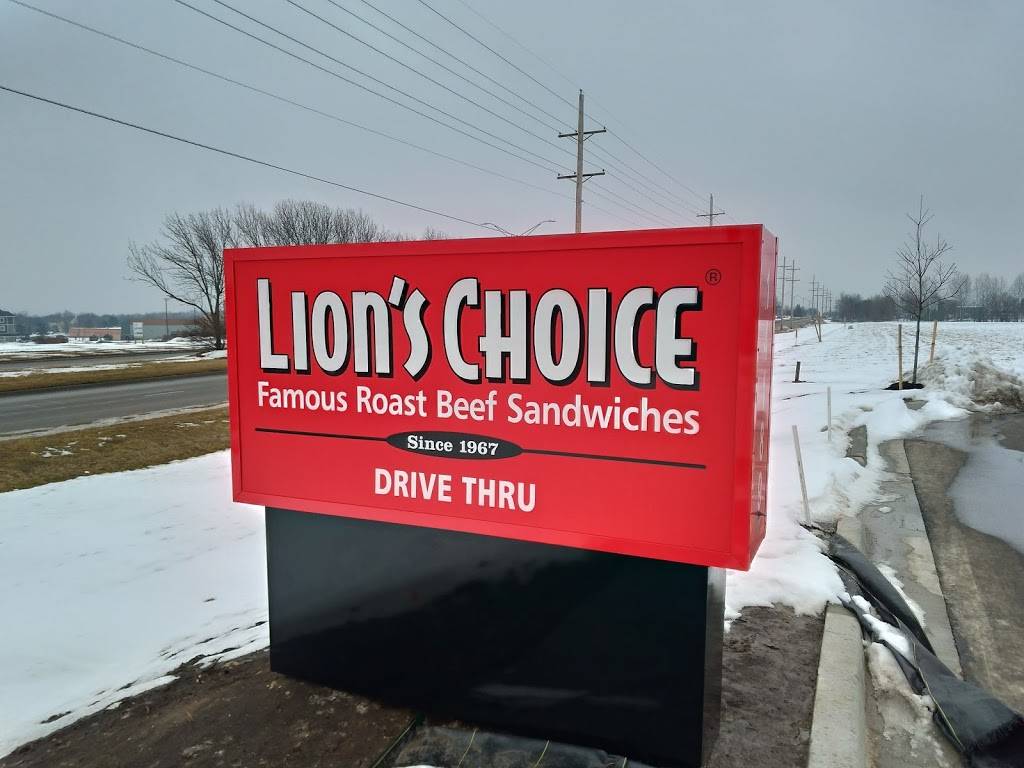 LION'S CHOICE®
Famous Roast Beef Sandwiches
Since 1967
DRIVE THRU